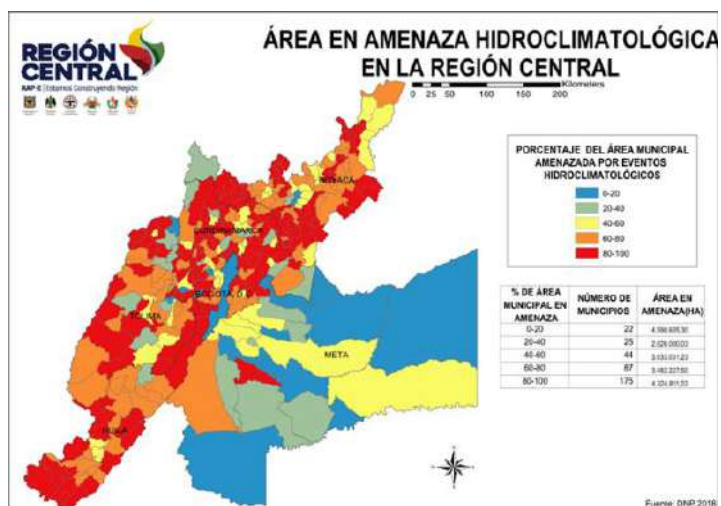 REGIÓN
CENTRAL
RAP-E | Estamos Construyendo Región
ÁREA EN AMENAZA HIDROCLIMATOLÓGICA
EN LA REGIÓN CENTRAL
Kilometers
0 25 50 100 150 200
PORCENTAJE DEL ÁREA MUNICIPAL
AMENAZADA POR EVENTOS
HIDROCLIMATOLÓGICOS
0-20
20-40
40-60
60-80
80-100
BOYACÁ
CUNDINAMARCA
BOGOTÁ, D.C.
TOLIMA
META
HUILA
% DE ÁREA MUNICIPAL EN AMENAZA NÚMERO DE MUNICIPIOS ÁREA EN AMENAZA(HA)
0-20 22
20-40 25
40-60 44
60-80 87
80-100 175
Fuente: DNP 2018